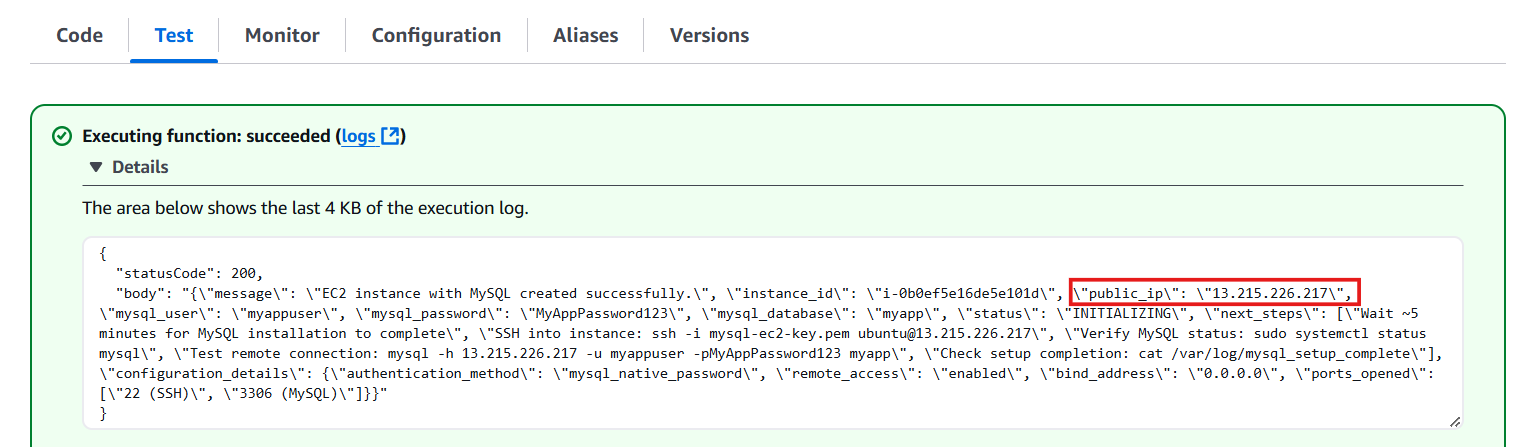 Code Test Monitor Configuration Aliases Versions
Executing function: succeeded (logs)
Details
The area below shows the last 4 KB of the execution log.
{
"statusCode": 200,
"body": "{\"message\": \"EC2 instance with MySQL created successfully.\", \"instance_id\": \"i-0b0ef5e16de5e101d\", \"public_ip\": \"13.215.226.217\",
\"mysql_user\": \"myappuser\", \"mysql_password\": \"MyAppPassword123\", \"mysql_database\": \"myapp\", \"status\": \"INITIALIZING\", \"next_steps\": [\"Wait ~5
minutes for MySQL installation to complete\", \"SSH into instance: ssh -i mysql-ec2-key.pem ubuntu@13.215.226.217\", \"Verify MySQL status: sudo systemctl status
mysql\", \"Test remote connection: mysql -h 13.215.226.217 -u myappuser -pMyAppPassword123 myapp\", \"Check setup completion: cat /var/log/mysql_setup_complete\"],
\"configuration_details\": {\"authentication_method\": \"mysql_native_password\", \"remote_access\": \"enabled\", \"bind_address\": \"0.0.0.0\", \"ports_opened\":
[\"22 (SSH)\", \"3306 (MySQL)\"]}}"
}